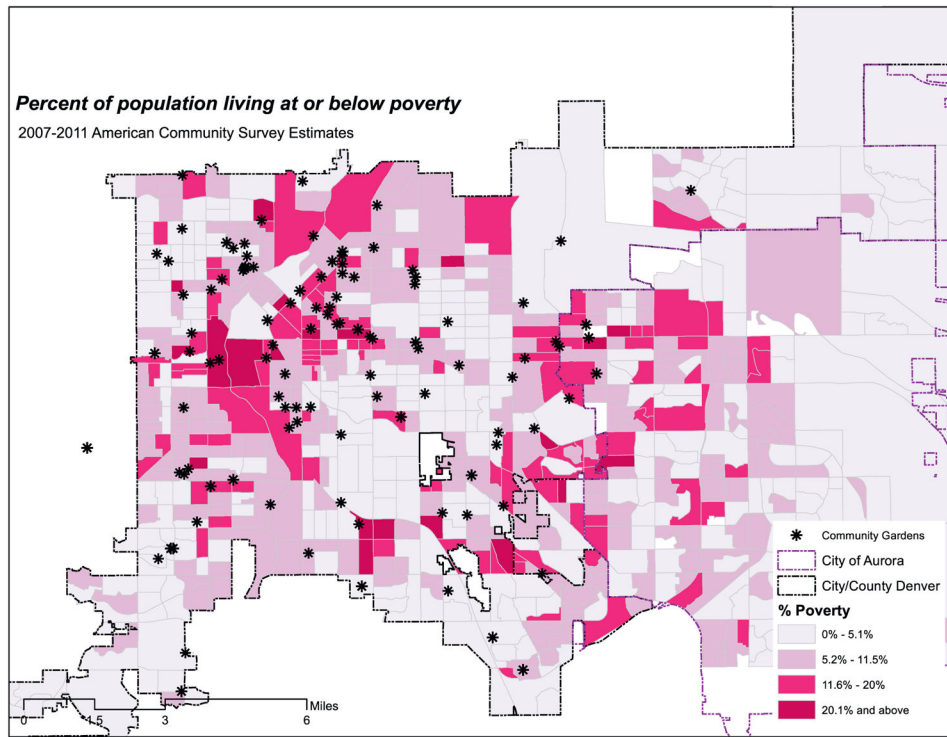 Percent of population living at or below poverty
2007-2011 American Community Survey Estimates
Community Gardens
City of Aurora
City/County Denver
% Poverty
0% - 5.1%
5.2% - 11.5%
11.6% - 20%
20.1% and above
Miles
0 1.5 3 6